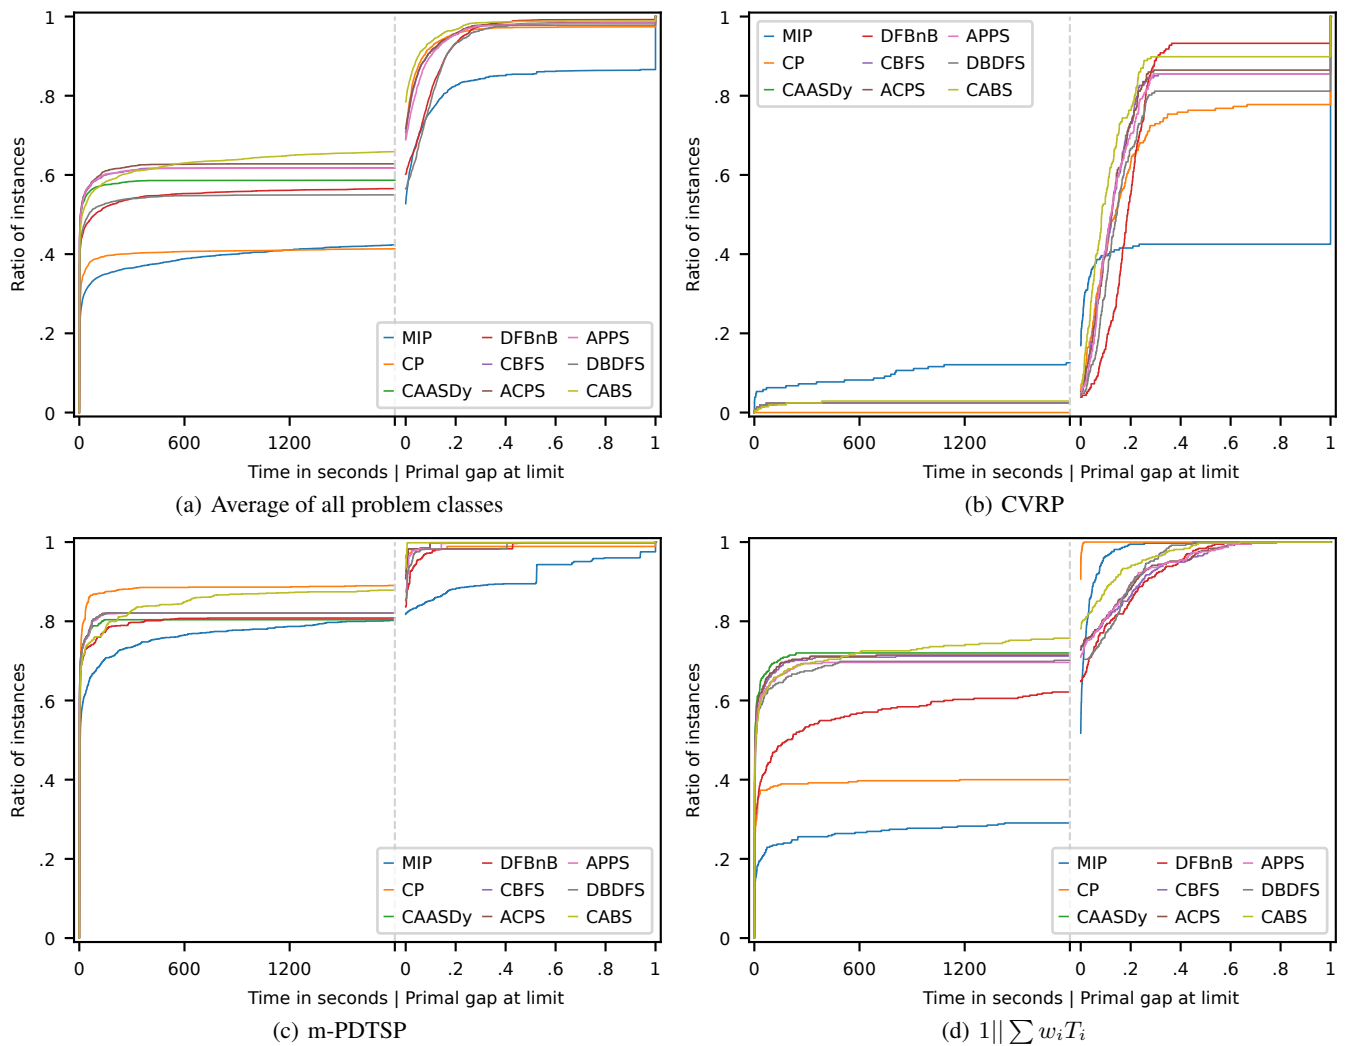 Ratio of instances
1
.8
.6
.4
.2
0
MIP DFBnB APPS
CP CBFS DBDFS
CAASDy ACPS CABS
0 600 1200 0 .2 .4 .6 .8 1
Time in seconds | Primal gap at limit
(a) Average of all problem classes
Ratio of instances
1
.8
.6
.4
.2
0
MIP DFBnB APPS
CP CBFS DBDFS
CAASDy ACPS CABS
0 600 1200 0 .2 .4 .6 .8 1
Time in seconds | Primal gap at limit
(b) CVRP
Ratio of instances
1
.8
.6
.4
.2
0
MIP DFBnB APPS
CP CBFS DBDFS
CAASDy ACPS CABS
0 600 1200 0 .2 .4 .6 .8 1
Time in seconds | Primal gap at limit
(c) m-PDTSP
Ratio of instances
1
.8
.6
.4
.2
0
MIP DFBnB APPS
CP CBFS DBDFS
CAASDy ACPS CABS
0 600 1200 0 .2 .4 .6 .8 1
Time in seconds | Primal gap at limit
(d) 1|| ∑ wᵢTᵢ